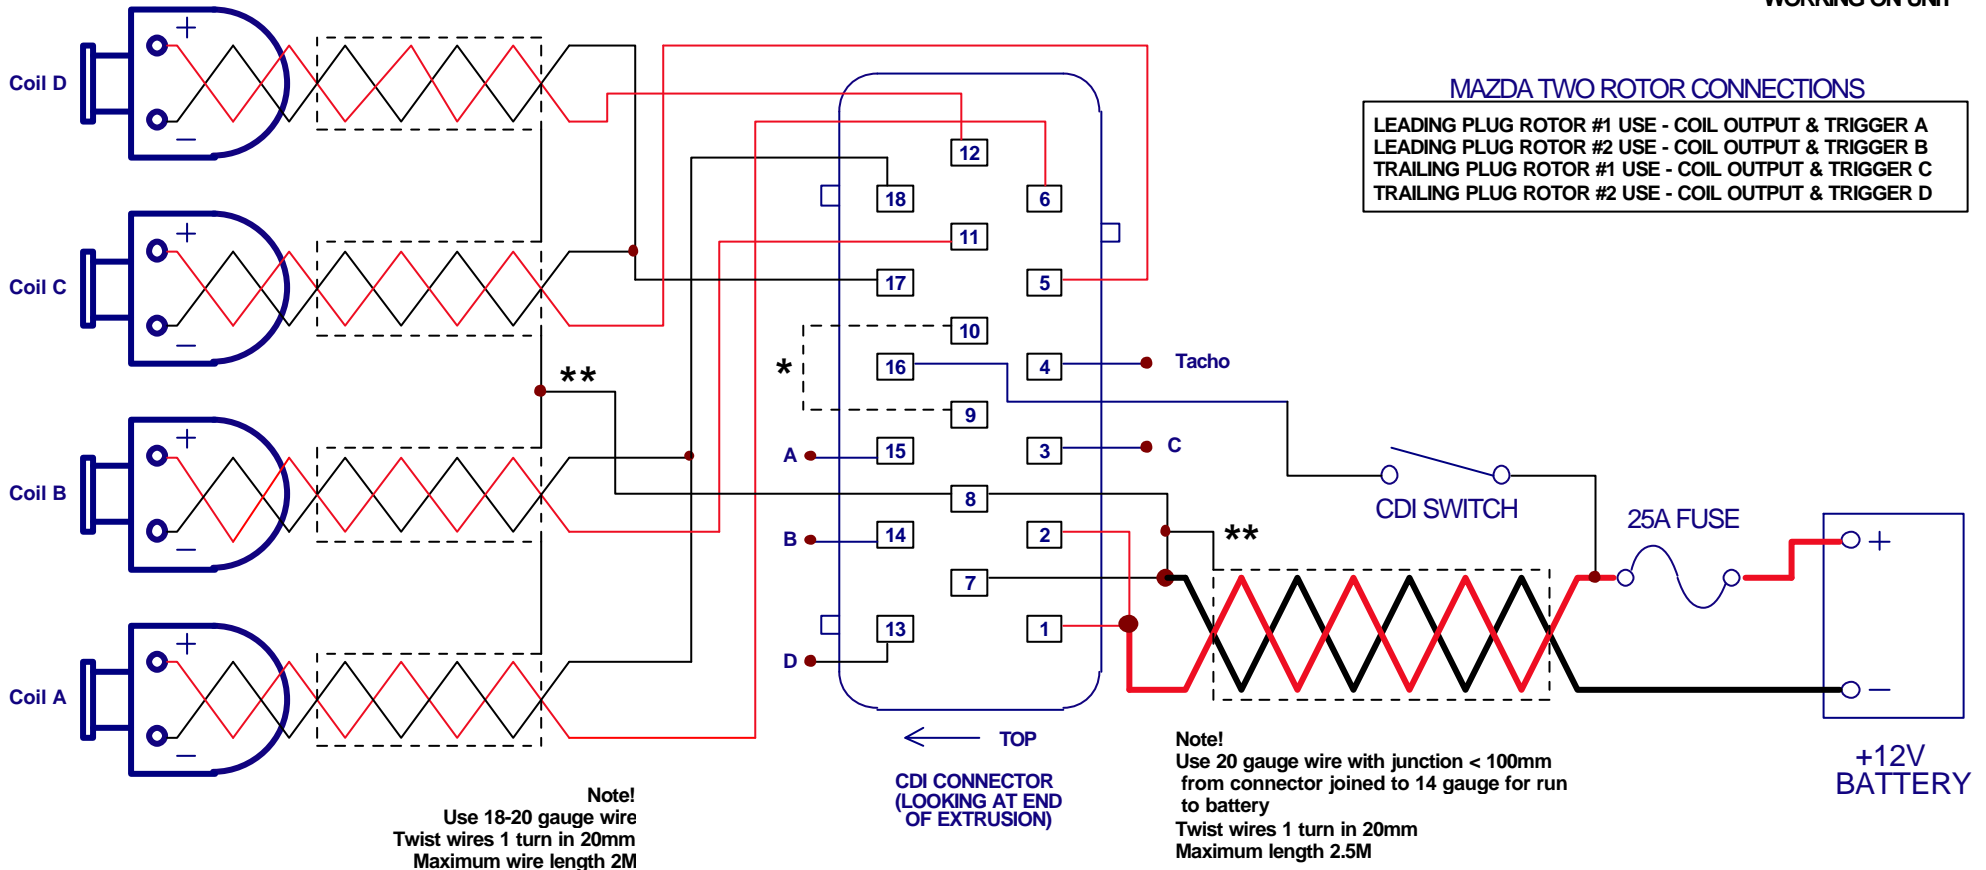 WORKING ON UNIT
MAZDA TWO ROTOR CONNECTIONS
LEADING PLUG ROTOR #1 USE - COIL OUTPUT & TRIGGER A
LEADING PLUG ROTOR #2 USE - COIL OUTPUT & TRIGGER B
TRAILING PLUG ROTOR #1 USE - COIL OUTPUT & TRIGGER C
TRAILING PLUG ROTOR #2 USE - COIL OUTPUT & TRIGGER D
Coil D
+
−
Coil C
+
−
Coil B
+
−
Coil A
+
−
**
*
12
18
6
11
17
5
10
16
4
Tacho
9
A
15
3
C
8
B
14
2
**
7
D
13
1
TOP
CDI CONNECTOR
(LOOKING AT END
OF EXTRUSION)
CDI SWITCH
25A FUSE
+
−
+12V
BATTERY
Note!
Use 18-20 gauge wire
Twist wires 1 turn in 20mm
Maximum wire length 2M
Note!
Use 20 gauge wire with junction < 100mm
from connector joined to 14 gauge for run
to battery
Twist wires 1 turn in 20mm
Maximum length 2.5M